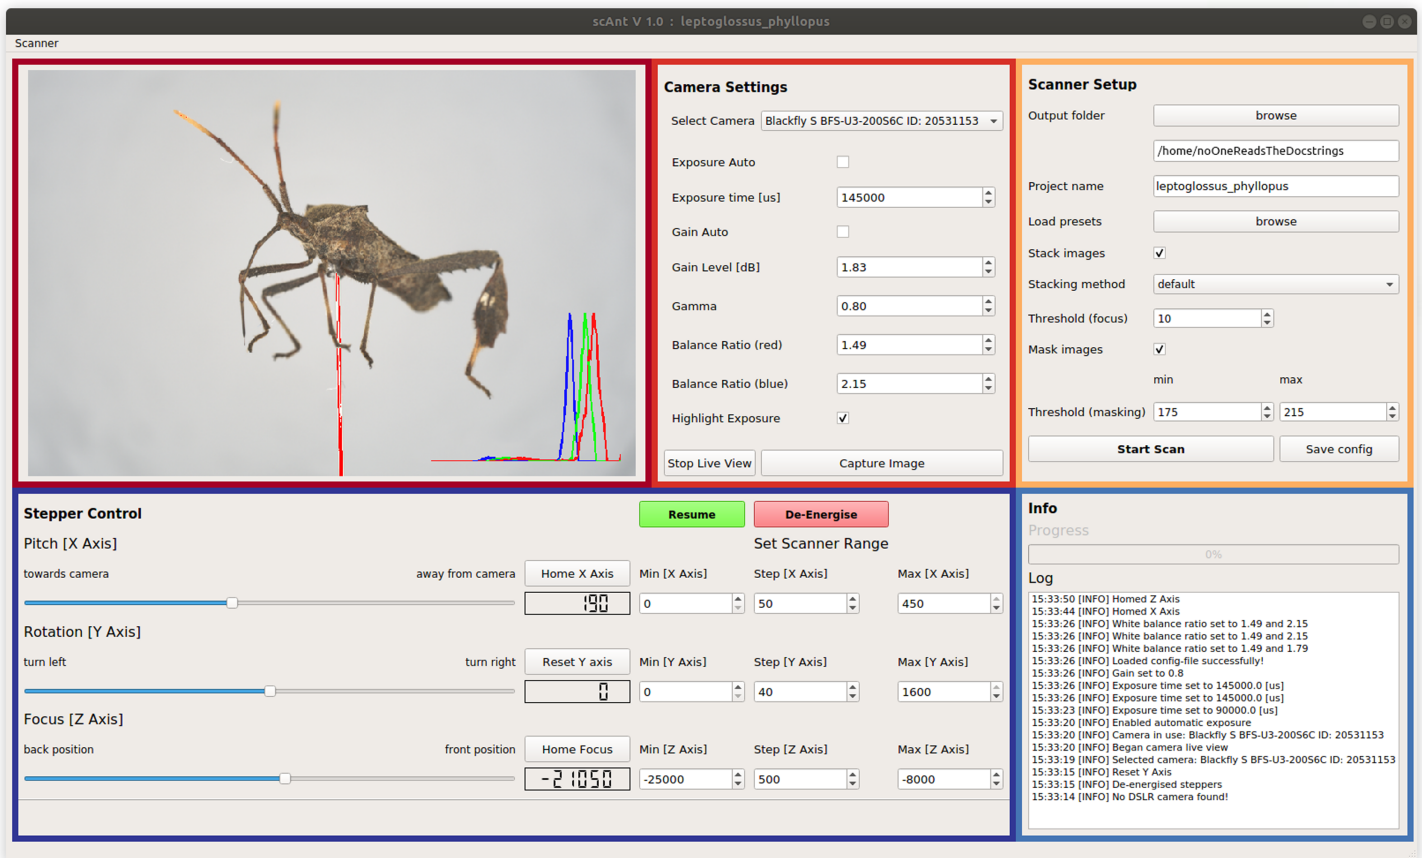 scAnt V 1.0 : leptoglossus_phyllopus
Scanner
Camera Settings
Select Camera Blackfly S BFS-U3-200S6C ID: 20531153
Exposure Auto
Exposure time [us] 145000
Gain Auto
Gain Level [dB] 1.83
Gamma 0.80
Balance Ratio (red) 1.49
Balance Ratio (blue) 2.15
Highlight Exposure
Stop Live View Capture Image
Scanner Setup
Output folder browse
/home/noOneReadsTheDocstrings
Project name leptoglossus_phyllopus
Load presets browse
Stack images
Stacking method default
Threshold (focus) 10
Mask images
min max
Threshold (masking) 175 215
Start Scan Save config
Stepper Control Resume De-Energise
Pitch [X Axis] Set Scanner Range
towards camera away from camera Home X Axis Min [X Axis] Step [X Axis] Max [X Axis]
190 0 50 450
Rotation [Y Axis]
turn left turn right Reset Y axis Min [Y Axis] Step [Y Axis] Max [Y Axis]
0 0 40 1600
Focus [Z Axis]
back position front position Home Focus Min [Z Axis] Step [Z Axis] Max [Z Axis]
-21050 -25000 500 -8000
Info
Progress
0%
Log
15:33:50 [INFO] Homed Z Axis
15:33:44 [INFO] Homed X Axis
15:33:26 [INFO] White balance ratio set to 1.49 and 2.15
15:33:26 [INFO] White balance ratio set to 1.49 and 2.15
15:33:26 [INFO] White balance ratio set to 1.49 and 1.79
15:33:26 [INFO] Loaded config-file successfully!
15:33:26 [INFO] Gain set to 0.8
15:33:26 [INFO] Exposure time set to 145000.0 [us]
15:33:26 [INFO] Exposure time set to 145000.0 [us]
15:33:23 [INFO] Exposure time set to 90000.0 [us]
15:33:20 [INFO] Enabled automatic exposure
15:33:20 [INFO] Camera in use: Blackfly S BFS-U3-200S6C ID: 20531153
15:33:20 [INFO] Began camera live view
15:33:19 [INFO] Selected camera: Blackfly S BFS-U3-200S6C ID: 20531153
15:33:15 [INFO] Reset Y Axis
15:33:15 [INFO] De-energised steppers
15:33:14 [INFO] No DSLR camera found!